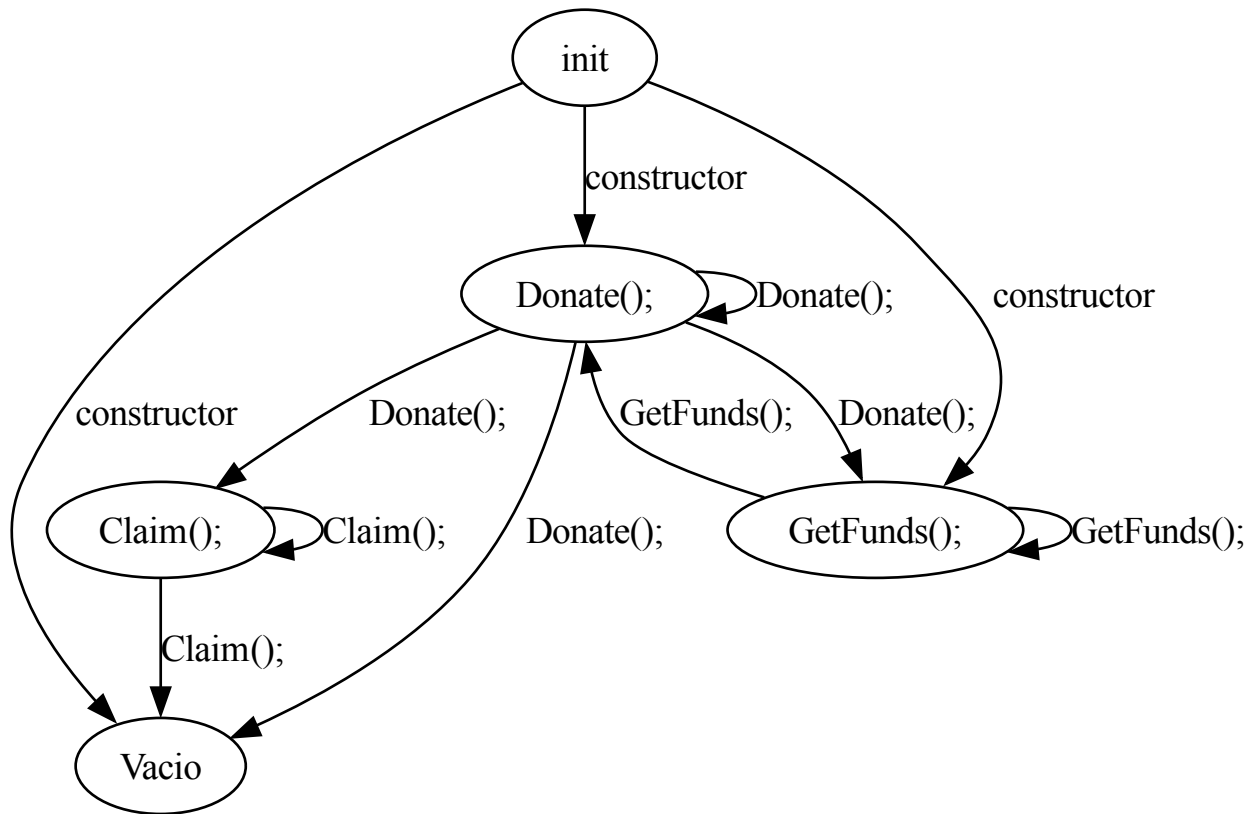 init
constructor
Donate();
Donate();
constructor
constructor
Donate();
GetFunds();
Donate();
Claim();
Claim();
Donate();
GetFunds();
GetFunds();
Claim();
Vacio